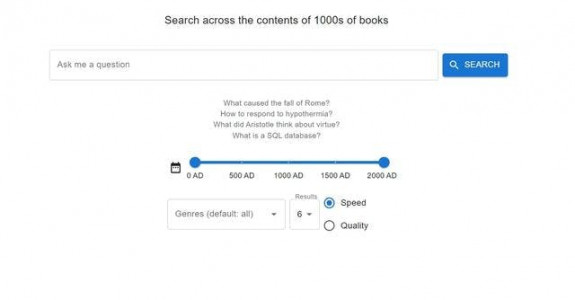 Search across the contents of 1000s of books
Ask me a question
SEARCH
What caused the fall of Rome?
How to respond to hypothermia?
What did Aristotle think about virtue?
What is a SQL database?
0 AD 500 AD 1000 AD 1500 AD 2000 AD
Results
Genres (default: all)
6
Speed
Quality